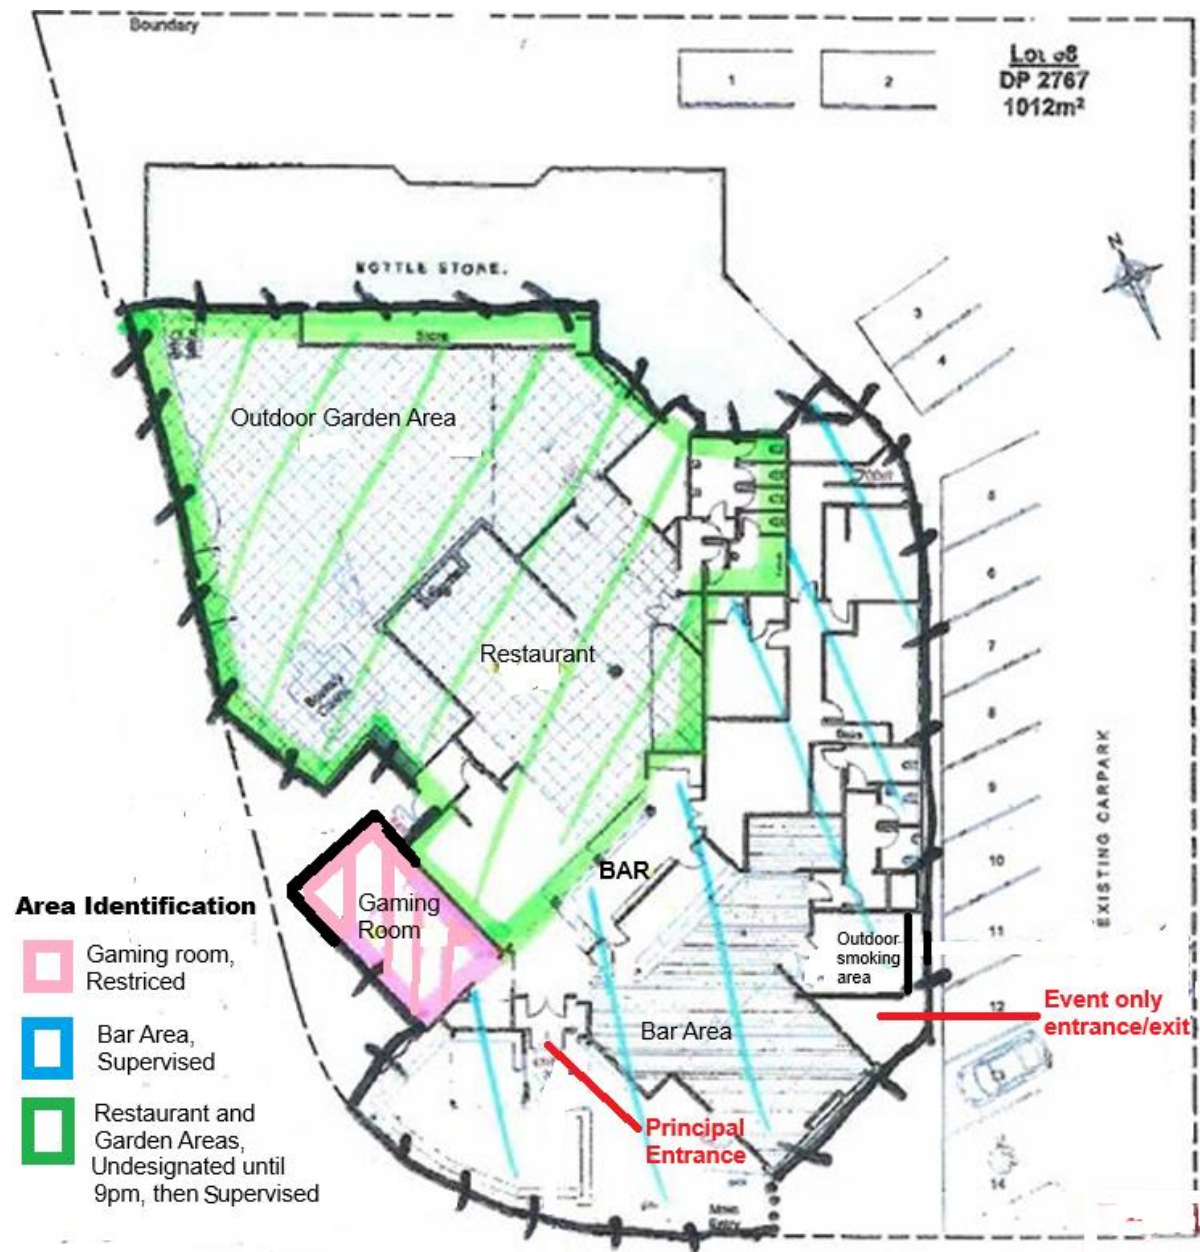 Boundary
1
2
Lot 68
DP 2767
1012m²
N
BOTTLE STORE.
3
4
Store
Outdoor Garden Area
5
6
7
Restaurant
8
9
10
BAR
EXISTING CARPARK
Area Identification
Gaming room,
Restriced
Gaming
Room
11
Outdoor
smoking
area
12
Event only
entrance/exit
Bar Area,
Supervised
Bar Area
Restaurant and
Garden Areas,
Undesignated until
9pm, then Supervised
Principal
Entrance
14
Main
Entry